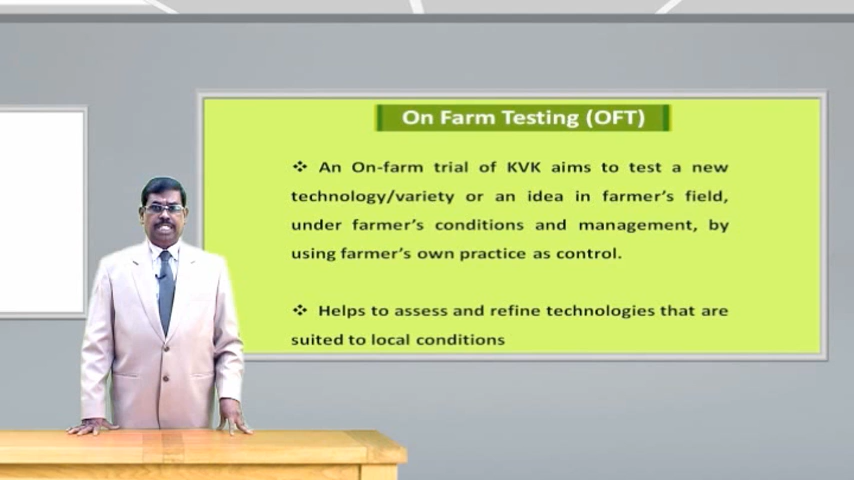 On Farm Testing (OFT)
❖ An On-farm trial of KVK aims to test a new
technology/variety or an idea in farmer's field,
under farmer's conditions and management, by
using farmer's own practice as control.
❖ Helps to assess and refine technologies that are
suited to local conditions